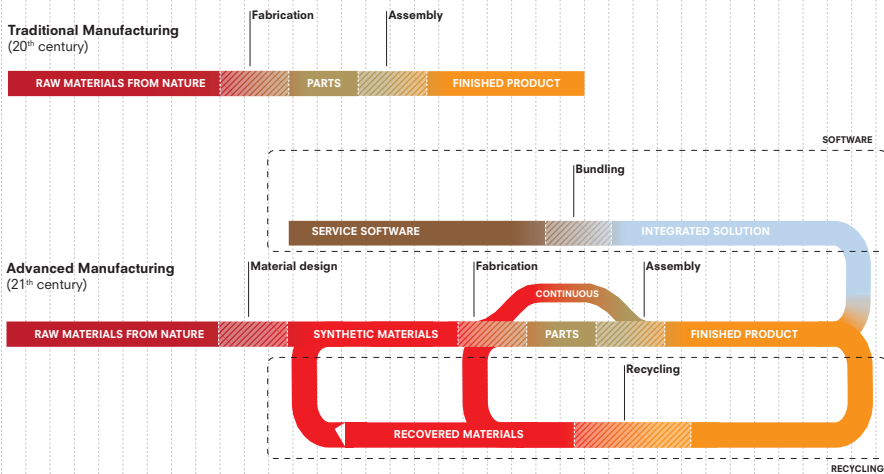 Fabrication
Assembly
Traditional Manufacturing
(20th century)
RAW MATERIALS FROM NATURE
PARTS
FINISHED PRODUCT
SOFTWARE
Bundling
SERVICE SOFTWARE
INTEGRATED SOLUTION
Advanced Manufacturing
(21th century)
Material design
Fabrication
Assembly
CONTINUOUS
RAW MATERIALS FROM NATURE
SYNTHETIC MATERIALS
PARTS
FINISHED PRODUCT
Recycling
RECOVERED MATERIALS
RECYCLING